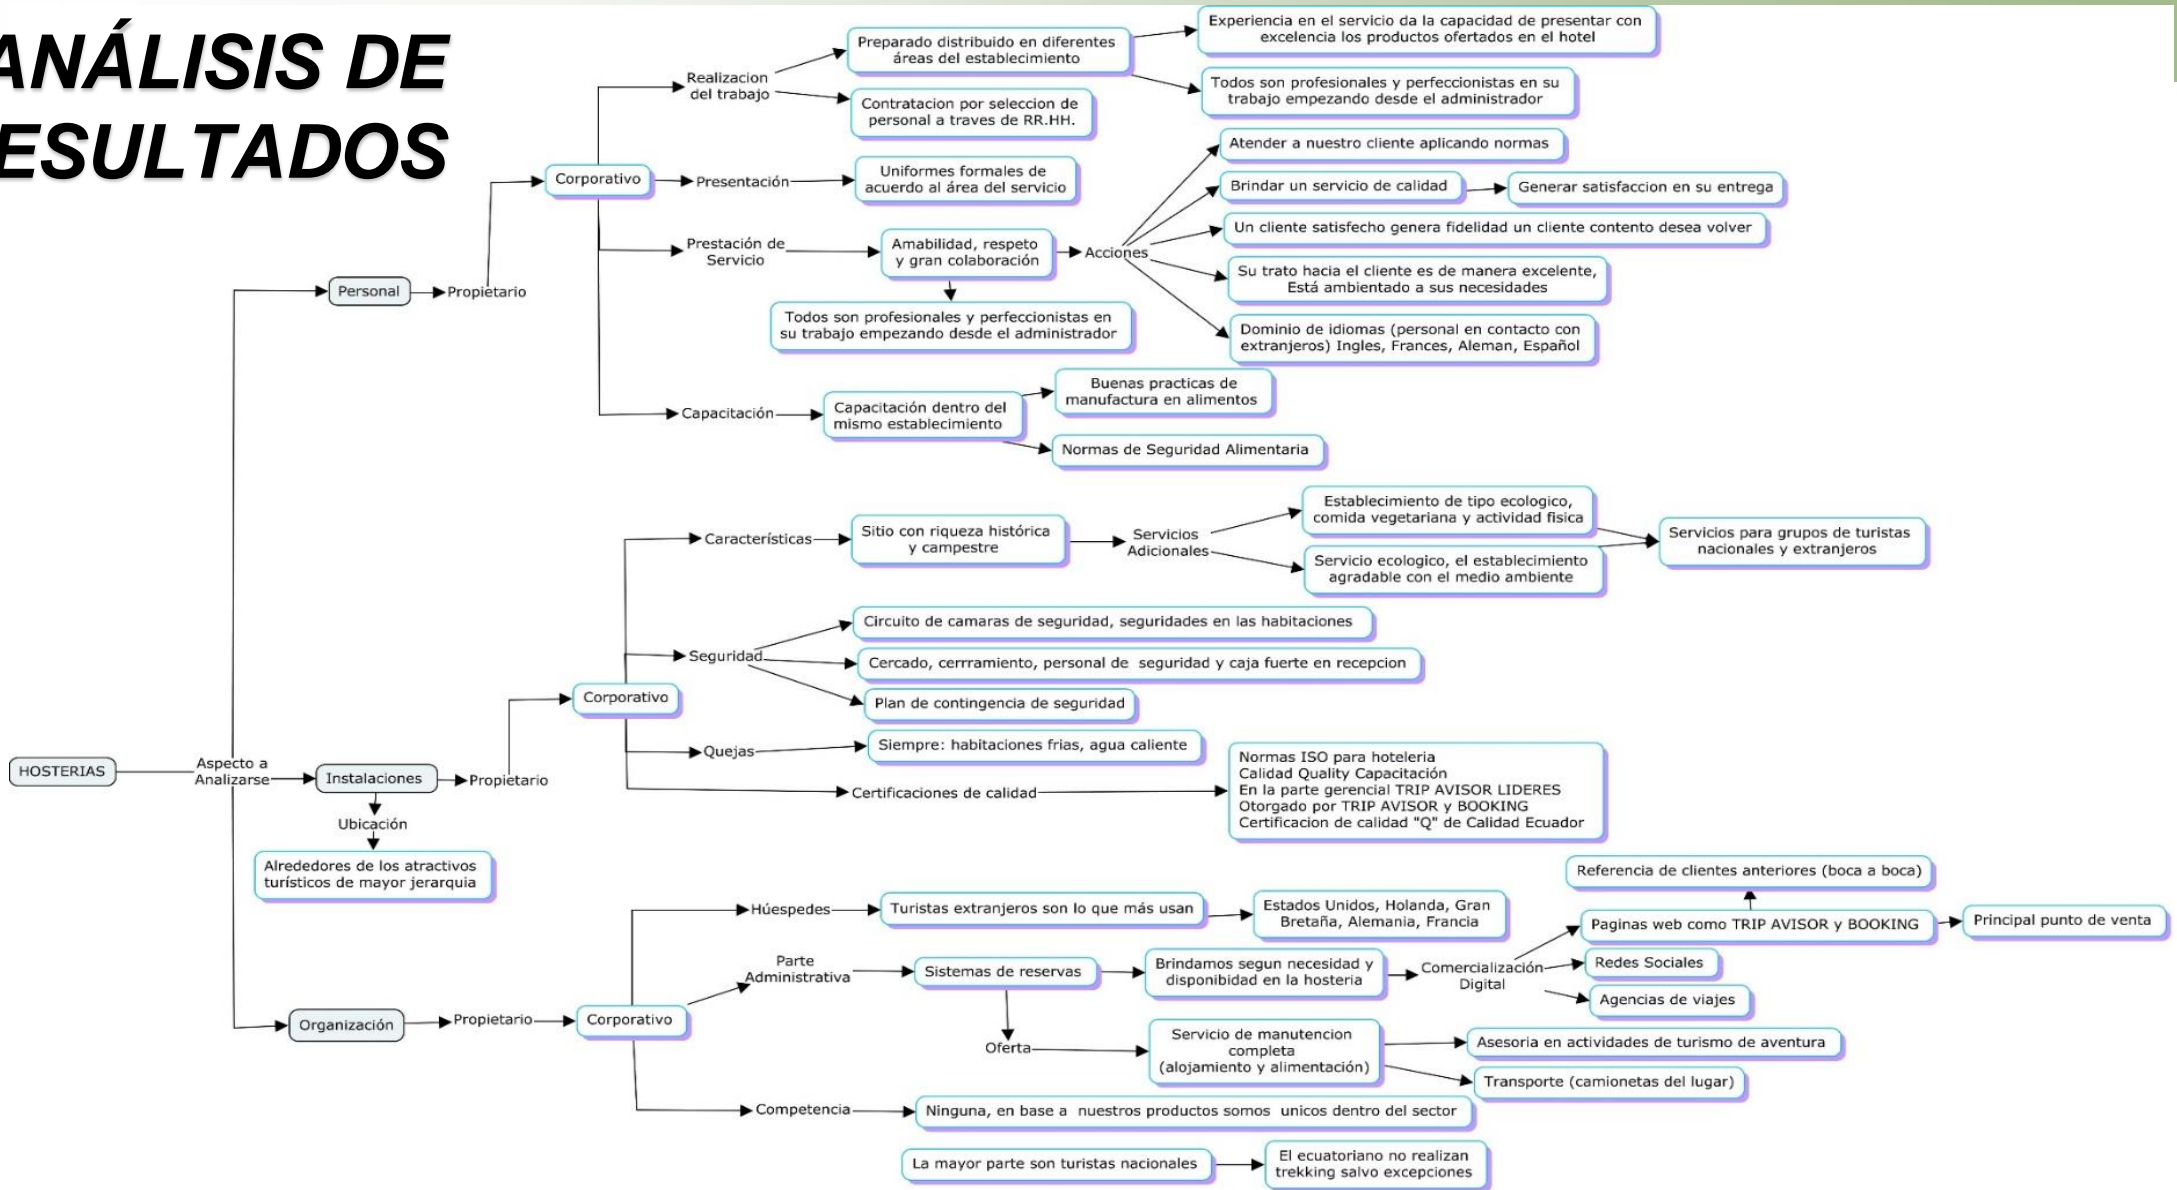 ANÁLISIS DE
ESULTADOS
Experiencia en el servicio da la capacidad de presentar con
excelencia los productos ofertados en el hotel
Preparado distribuido en diferentes
áreas del establecimiento
Realizacion
del trabajo
Todos son profesionales y perfeccionistas en su
trabajo empezando desde el administrador
Contratacion por seleccion de
personal a traves de RR.HH.
Atender a nuestro cliente aplicando normas
Corporativo
Presentación
Uniformes formales de
acuerdo al área del servicio
Brindar un servicio de calidad
Generar satisfaccion en su entrega
Un cliente satisfecho genera fidelidad un cliente contento desea volver
Prestación de
Servicio
Amabilidad, respeto
y gran colaboración
Acciones
Su trato hacia el cliente es de manera excelente,
Está ambientado a sus necesidades
Personal
Propietario
Todos son profesionales y perfeccionistas en
su trabajo empezando desde el administrador
Dominio de idiomas (personal en contacto con
extranjeros) Ingles, Frances, Aleman, Español
Buenas practicas de
manufactura en alimentos
Capacitación
Capacitación dentro del
mismo establecimiento
Normas de Seguridad Alimentaria
Establecimiento de tipo ecologico,
comida vegetariana y actividad fisica
Características
Sitio con riqueza histórica
y campestre
Servicios
Adicionales
Servicios para grupos de turistas
nacionales y extranjeros
Servicio ecologico, el establecimiento
agradable con el medio ambiente
Circuito de camaras de seguridad, seguridades en las habitaciones
Seguridad
Cercado, cerrramiento, personal de seguridad y caja fuerte en recepcion
Corporativo
Plan de contingencia de seguridad
Quejas
Siempre: habitaciones frias, agua caliente
HOSTERIAS
Aspecto a
Analizarse
Instalaciones
Propietario
Certificaciones de calidad
Normas ISO para hoteleria
Calidad Quality Capacitación
En la parte gerencial TRIP AVISOR LIDERES
Otorgado por TRIP AVISOR y BOOKING
Certificacion de calidad "Q" de Calidad Ecuador
Ubicación
Alrededores de los atractivos
turísticos de mayor jerarquia
Referencia de clientes anteriores (boca a boca)
Húespedes
Turistas extranjeros son lo que más usan
Estados Unidos, Holanda, Gran
Bretaña, Alemania, Francia
Paginas web como TRIP AVISOR y BOOKING
Principal punto de venta
Parte
Administrativa
Sistemas de reservas
Brindamos segun necesidad y
disponibidad en la hosteria
Comercialización
Digital
Redes Sociales
Agencias de viajes
Organización
Propietario
Corporativo
Oferta
Servicio de manutencion
completa
(alojamiento y alimentación)
Asesoria en actividades de turismo de aventura
Transporte (camionetas del lugar)
Competencia
Ninguna, en base a nuestros productos somos unicos dentro del sector
La mayor parte son turistas nacionales
El ecuatoriano no realizan
trekking salvo excepciones